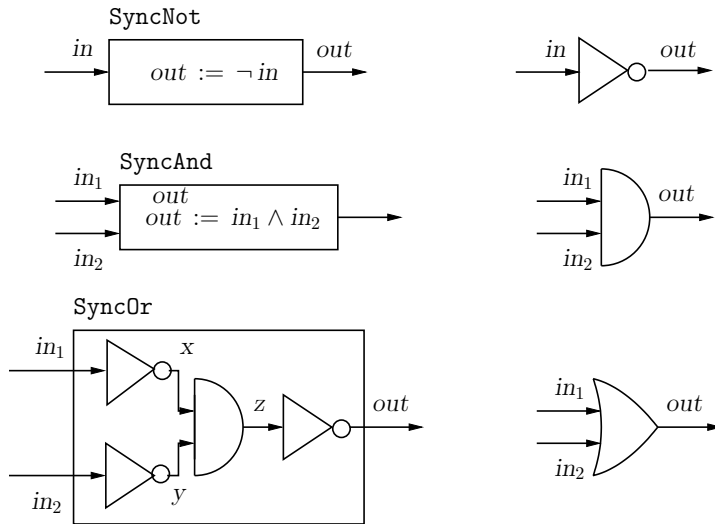 SyncNot
in
out
out := ¬ in
in
out
SyncAnd
in₁
out
out := in₁ ∧ in₂
in₂
in₁
out
in₂
SyncOr
in₁
x
z
out
y
in₂
in₁
out
in₂